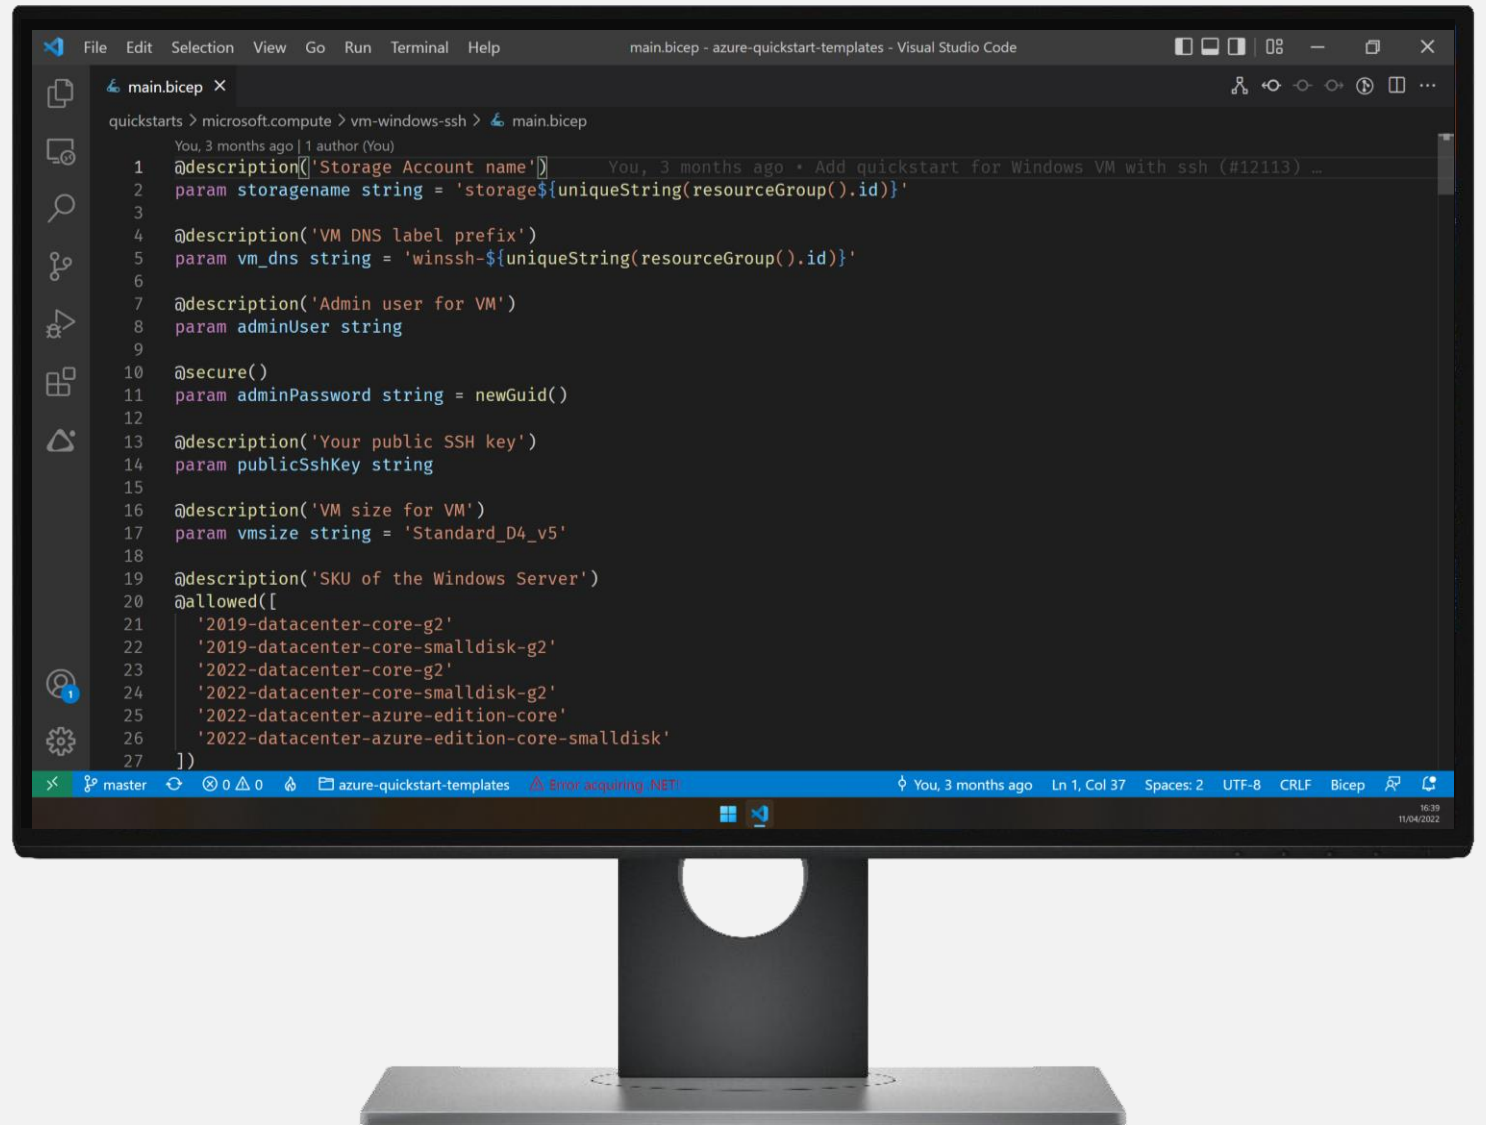 File Edit Selection View Go Run Terminal Help main.bicep - azure-quickstart-templates - Visual Studio Code
main.bicep
quickstarts > microsoft.compute > vm-windows-ssh > main.bicep
You, 3 months ago | 1 author (You)
1 @description('Storage Account name') You, 3 months ago • Add quickstart for Windows VM with ssh (#12113) …
2 param storagename string = 'storage${uniqueString(resourceGroup().id)}'
3
4 @description('VM DNS label prefix')
5 param vm_dns string = 'winssh-${uniqueString(resourceGroup().id)}'
6
7 @description('Admin user for VM')
8 param adminUser string
9
10 @secure()
11 param adminPassword string = newGuid()
12
13 @description('Your public SSH key')
14 param publicSshKey string
15
16 @description('VM size for VM')
17 param vmsize string = 'Standard_D4_v5'
18
19 @description('SKU of the Windows Server')
20 @allowed([
21 '2019-datacenter-core-g2'
22 '2019-datacenter-core-smalldisk-g2'
23 '2022-datacenter-core-g2'
24 '2022-datacenter-core-smalldisk-g2'
25 '2022-datacenter-azure-edition-core'
26 '2022-datacenter-azure-edition-core-smalldisk'
27 ])
1
master 0 0 azure-quickstart-templates Error acquiring .NET! You, 3 months ago Ln 1, Col 37 Spaces: 2 UTF-8 CRLF Bicep
16:39
11/04/2022